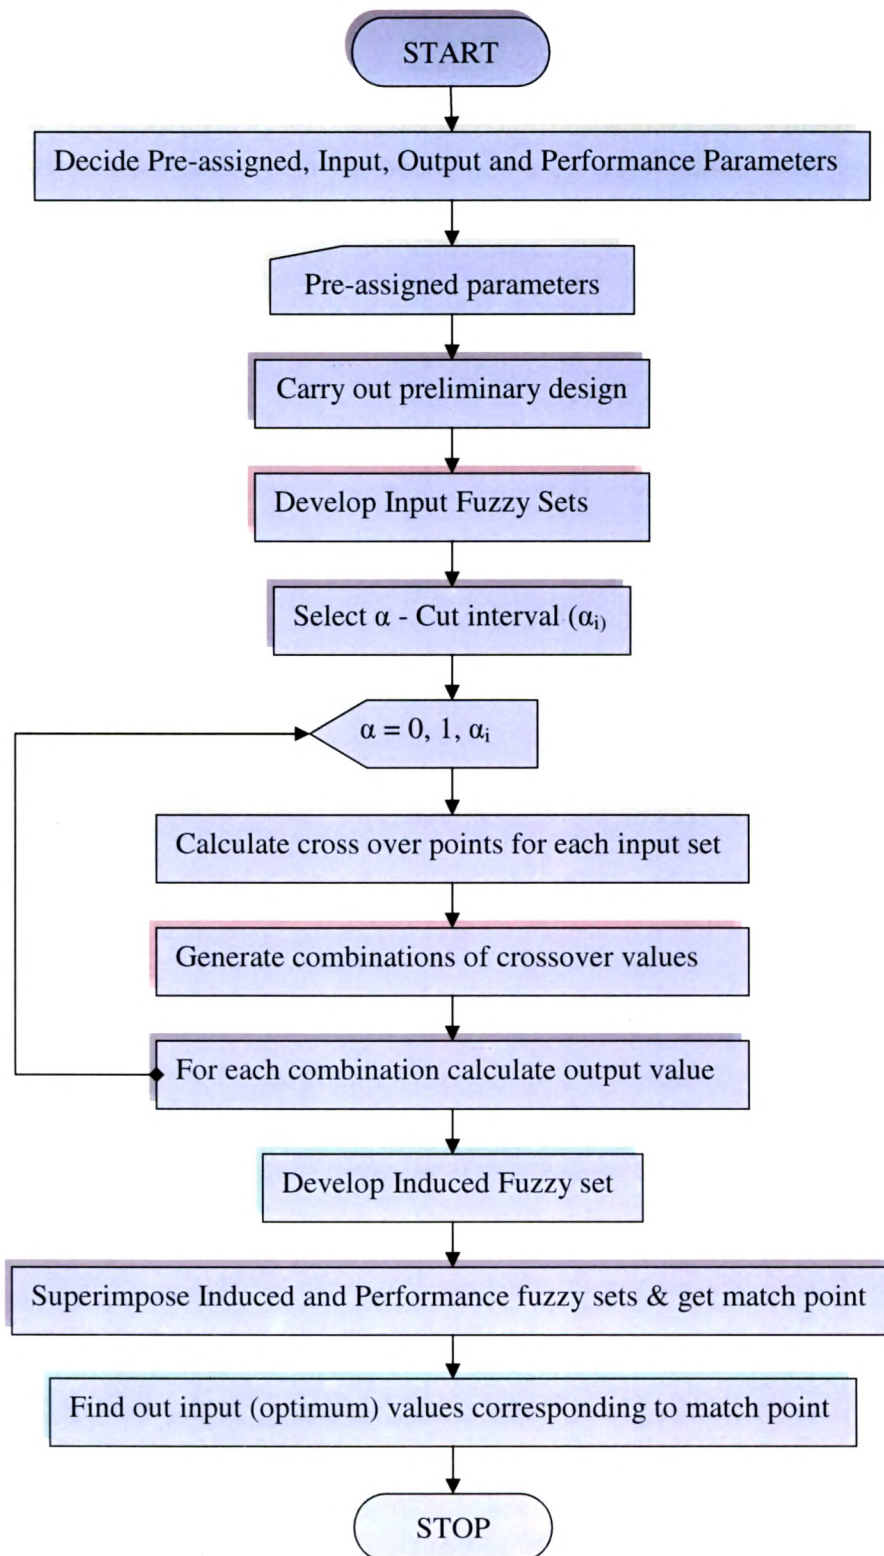 START
Decide Pre-assigned, Input, Output and Performance Parameters
Pre-assigned parameters
Carry out preliminary design
Develop Input Fuzzy Sets
Select α - Cut interval (αi)
α = 0, 1, αi
Calculate cross over points for each input set
Generate combinations of crossover values
For each combination calculate output value
Develop Induced Fuzzy set
Superimpose Induced and Performance fuzzy sets & get match point
Find out input (optimum) values corresponding to match point
STOP